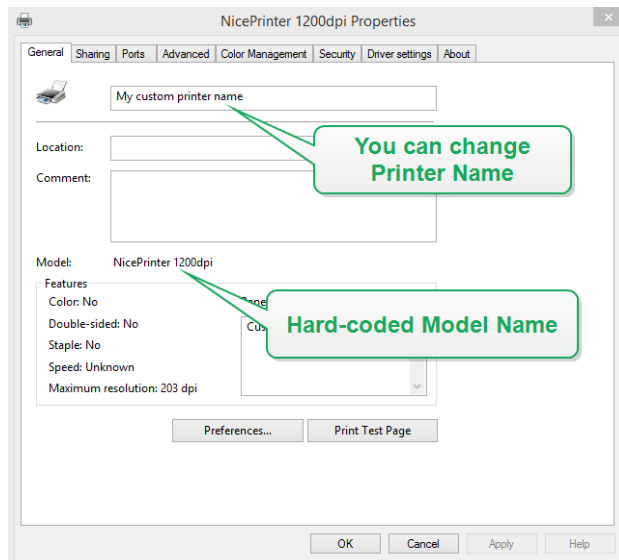 NicePrinter 1200dpi Properties
General Sharing Ports Advanced Color Management Security Driver settings About
My custom printer name
You can change
Printer Name
Location:
Comment:
Model: NicePrinter 1200dpi
Features
Color: No
Double-sided: No
Staple: No
Speed: Unknown
Maximum resolution: 203 dpi
Hard-coded Model Name
Preferences... Print Test Page
OK Cancel Apply Help